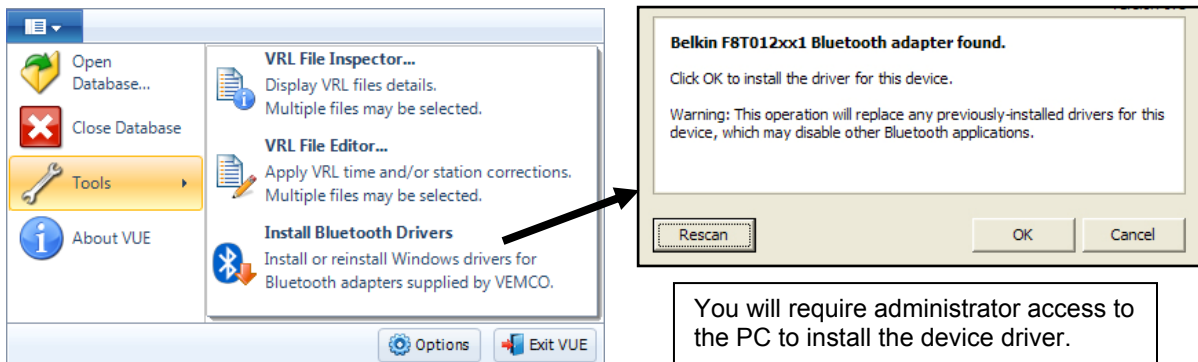 Open
Database...
Close Database
Tools
About VUE
VRL File Inspector...
Display VRL files details.
Multiple files may be selected.
VRL File Editor...
Apply VRL time and/or station corrections.
Multiple files may be selected.
Install Bluetooth Drivers
Install or reinstall Windows drivers for
Bluetooth adapters supplied by VEMCO.
Options
Exit VUE
Belkin F8T012xx1 Bluetooth adapter found.
Click OK to install the driver for this device.
Warning: This operation will replace any previously-installed drivers for this
device, which may disable other Bluetooth applications.
Rescan
OK
Cancel
You will require administrator access to
the PC to install the device driver.